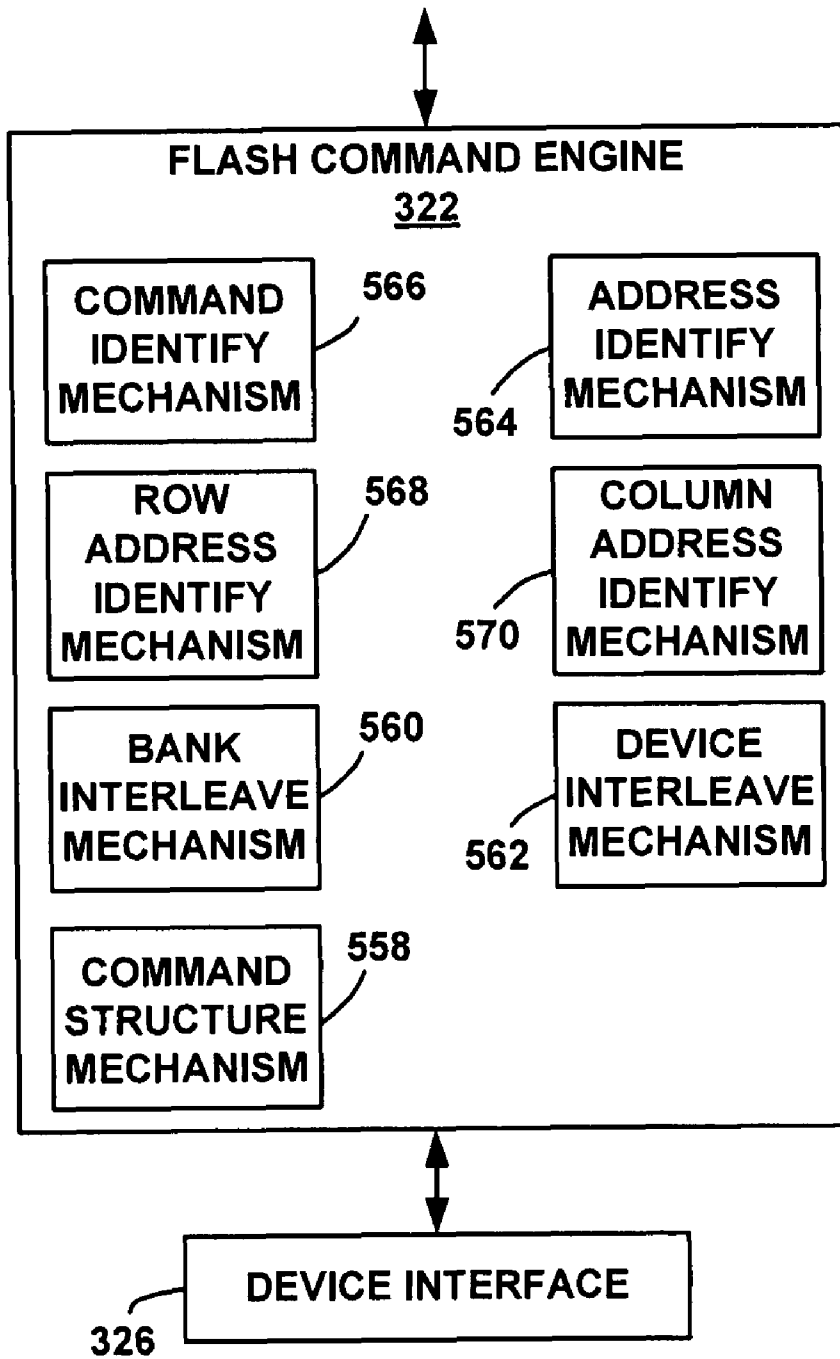 FLASH COMMAND ENGINE
322
COMMAND
IDENTIFY
MECHANISM
566
ADDRESS
IDENTIFY
MECHANISM
564
ROW
ADDRESS
IDENTIFY
MECHANISM
568
COLUMN
ADDRESS
IDENTIFY
MECHANISM
570
BANK
INTERLEAVE
MECHANISM
560
DEVICE
INTERLEAVE
MECHANISM
562
COMMAND
STRUCTURE
MECHANISM
558
DEVICE INTERFACE
326